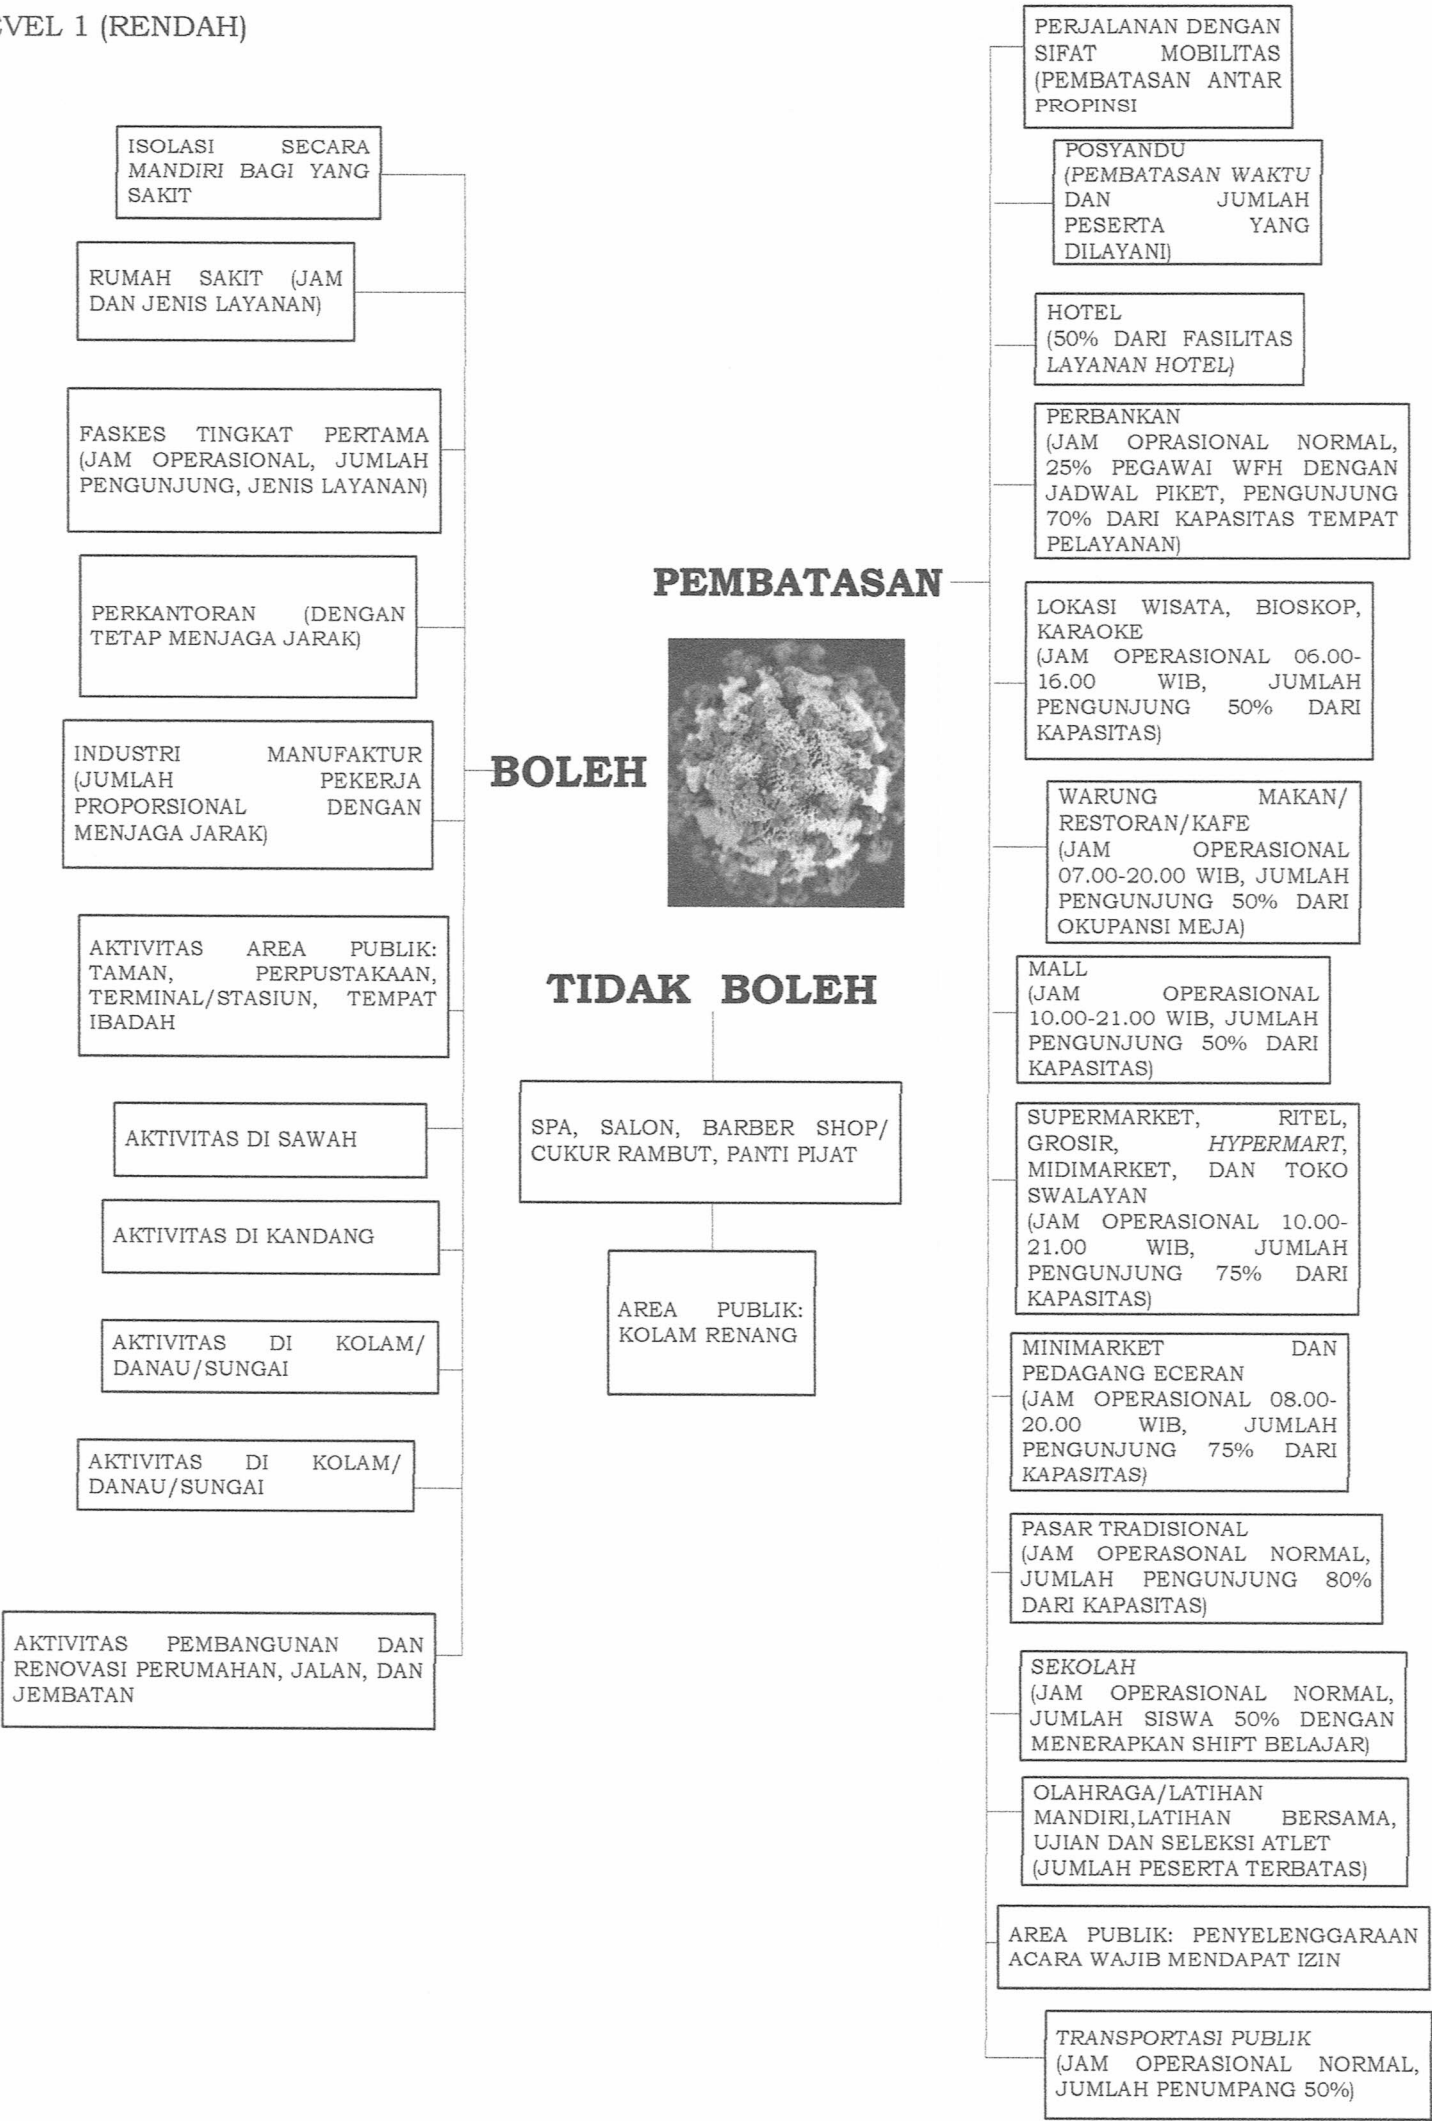 VEL 1 (RENDAH)
ISOLASI SECARA
MANDIRI BAGI YANG
SAKIT
RUMAH SAKIT (JAM
DAN JENIS LAYANAN)
FASKES TINGKAT PERTAMA
(JAM OPERASIONAL, JUMLAH
PENGUNJUNG, JENIS LAYANAN)
PERKANTORAN (DENGAN
TETAP MENJAGA JARAK)
INDUSTRI MANUFAKTUR
(JUMLAH PEKERJA
PROPORSIONAL DENGAN
MENJAGA JARAK)
AKTIVITAS AREA PUBLIK:
TAMAN, PERPUSTAKAAN,
TERMINAL/STASIUN, TEMPAT
IBADAH
AKTIVITAS DI SAWAH
AKTIVITAS DI KANDANG
AKTIVITAS DI KOLAM/
DANAU/SUNGAI
AKTIVITAS DI KOLAM/
DANAU/SUNGAI
AKTIVITAS PEMBANGUNAN DAN
RENOVASI PERUMAHAN, JALAN, DAN
JEMBATAN
BOLEH
TIDAK BOLEH
SPA, SALON, BARBER SHOP/
CUKUR RAMBUT, PANTI PIJAT
AREA PUBLIK:
KOLAM RENANG
PEMBATASAN
PERJALANAN DENGAN
SIFAT MOBILITAS
(PEMBATASAN ANTAR
PROPINSI
POSYANDU
(PEMBATASAN WAKTU
DAN JUMLAH
PESERTA YANG
DILAYANI)
HOTEL
(50% DARI FASILITAS
LAYANAN HOTEL)
PERBANKAN
(JAM OPRASIONAL NORMAL,
25% PEGAWAI WFH DENGAN
JADWAL PIKET, PENGUNJUNG
70% DARI KAPASITAS TEMPAT
PELAYANAN)
LOKASI WISATA, BIOSKOP,
KARAOKE
(JAM OPERASIONAL 06.00-
16.00 WIB, JUMLAH
PENGUNJUNG 50% DARI
KAPASITAS)
WARUNG MAKAN/
RESTORAN/KAFE
(JAM OPERASIONAL
07.00-20.00 WIB, JUMLAH
PENGUNJUNG 50% DARI
OKUPANSI MEJA)
MALL
(JAM OPERASIONAL
10.00-21.00 WIB, JUMLAH
PENGUNJUNG 50% DARI
KAPASITAS)
SUPERMARKET, RITEL,
GROSIR, HYPERMART,
MIDIMARKET, DAN TOKO
SWALAYAN
(JAM OPERASIONAL 10.00-
21.00 WIB, JUMLAH
PENGUNJUNG 75% DARI
KAPASITAS)
MINIMARKET DAN
PEDAGANG ECERAN
(JAM OPERASIONAL 08.00-
20.00 WIB, JUMLAH
PENGUNJUNG 75% DARI
KAPASITAS)
PASAR TRADISIONAL
(JAM OPERASONAL NORMAL,
JUMLAH PENGUNJUNG 80%
DARI KAPASITAS)
SEKOLAH
(JAM OPERASIONAL NORMAL,
JUMLAH SISWA 50% DENGAN
MENERAPKAN SHIFT BELAJAR)
OLAHRAGA/LATIHAN
MANDIRI,LATIHAN BERSAMA,
UJIAN DAN SELEKSI ATLET
(JUMLAH PESERTA TERBATAS)
AREA PUBLIK: PENYELENGGARAAN
ACARA WAJIB MENDAPAT IZIN
TRANSPORTASI PUBLIK
(JAM OPERASIONAL NORMAL,
JUMLAH PENUMPANG 50%)